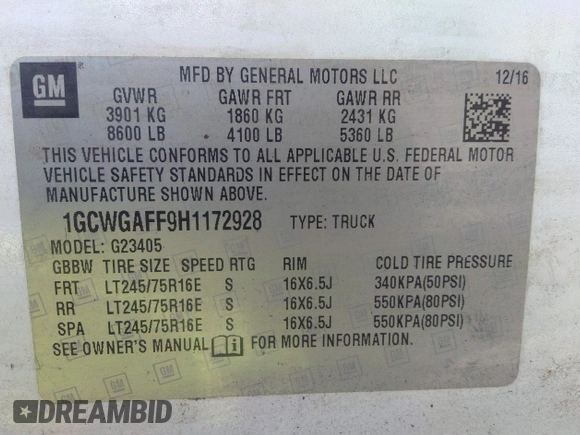 GM
MFD BY GENERAL MOTORS LLC 12/16
GVWR GAWR FRT GAWR RR
3901 KG 1860 KG 2431 KG
8600 LB 4100 LB 5360 LB
THIS VEHICLE CONFORMS TO ALL APPLICABLE U.S. FEDERAL MOTOR
VEHICLE SAFETY STANDARDS IN EFFECT ON THE DATE OF
MANUFACTURE SHOWN ABOVE.
1GCWGAFF9H1172928 TYPE: TRUCK
MODEL: G23405
GBBW TIRE SIZE SPEED RTG RIM COLD TIRE PRESSURE
FRT LT245/75R16E S 16X6.5J 340KPA(50PSI)
RR LT245/75R16E S 16X6.5J 550KPA(80PSI)
SPA LT245/75R16E S 16X6.5J 550KPA(80PSI)
SEE OWNER'S MANUAL i FOR MORE INFORMATION.
DREAMBID